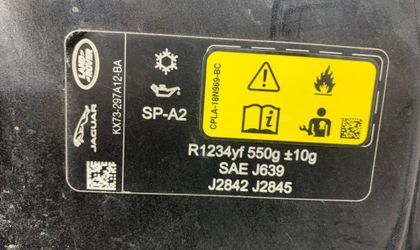 LAND-
ROVER
JAGUAR
KX73-297A12-BA
SP-A2
CPLA-18N969-BC
R1234yf 550g ±10g
SAE J639
J2842 J2845